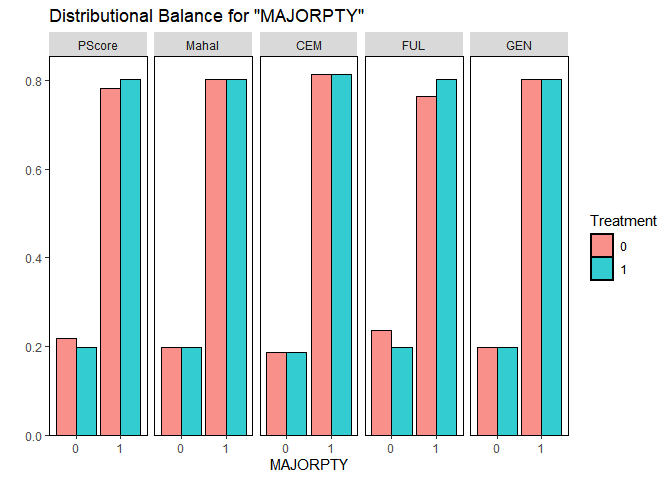 Distributional Balance for "MAJORPTY"
PScore Mahal CEM FUL GEN
0.8
0.6
0.4
0.2
0.0
0 1 0 1 0 1 0 1 0 1
MAJORPTY
Treatment
0
1